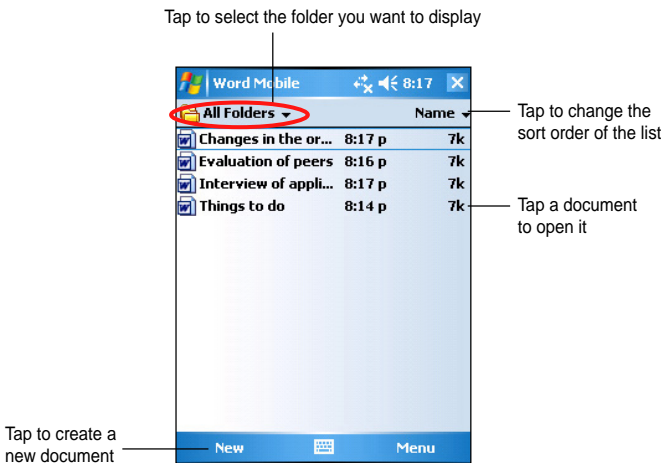 Tap to select the folder you want to display
Word Mobile 8:17
All Folders Name
Tap to change the
sort order of the list
Changes in the or... 8:17 p 7k
Evaluation of peers 8:16 p 7k
Interview of appli... 8:17 p 7k
Things to do 8:14 p 7k
Tap a document
to open it
Tap to create a
new document
New Menu